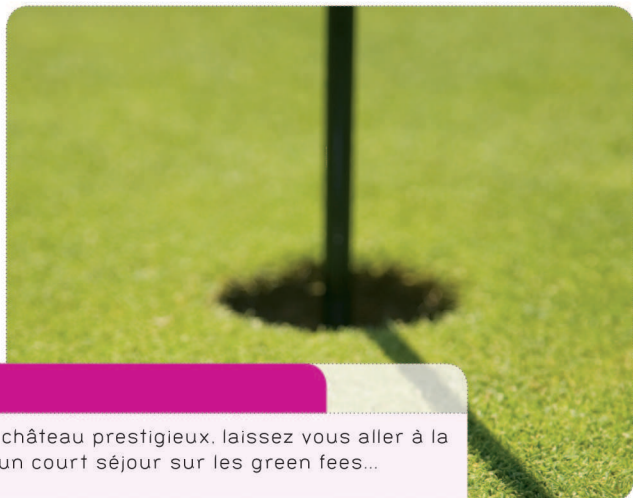 château prestigieux, laissez vous aller à la
un court séjour sur les green fees...